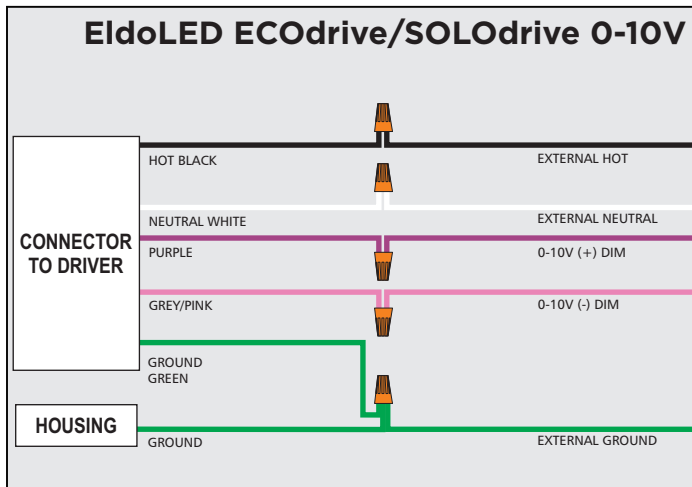 EldoLED ECOdrive/SOLOdrive 0-10V
HOT BLACK
EXTERNAL HOT
NEUTRAL WHITE
EXTERNAL NEUTRAL
CONNECTOR
TO DRIVER
PURPLE
0-10V (+) DIM
GREY/PINK
0-10V (-) DIM
GROUND
GREEN
HOUSING
GROUND
EXTERNAL GROUND